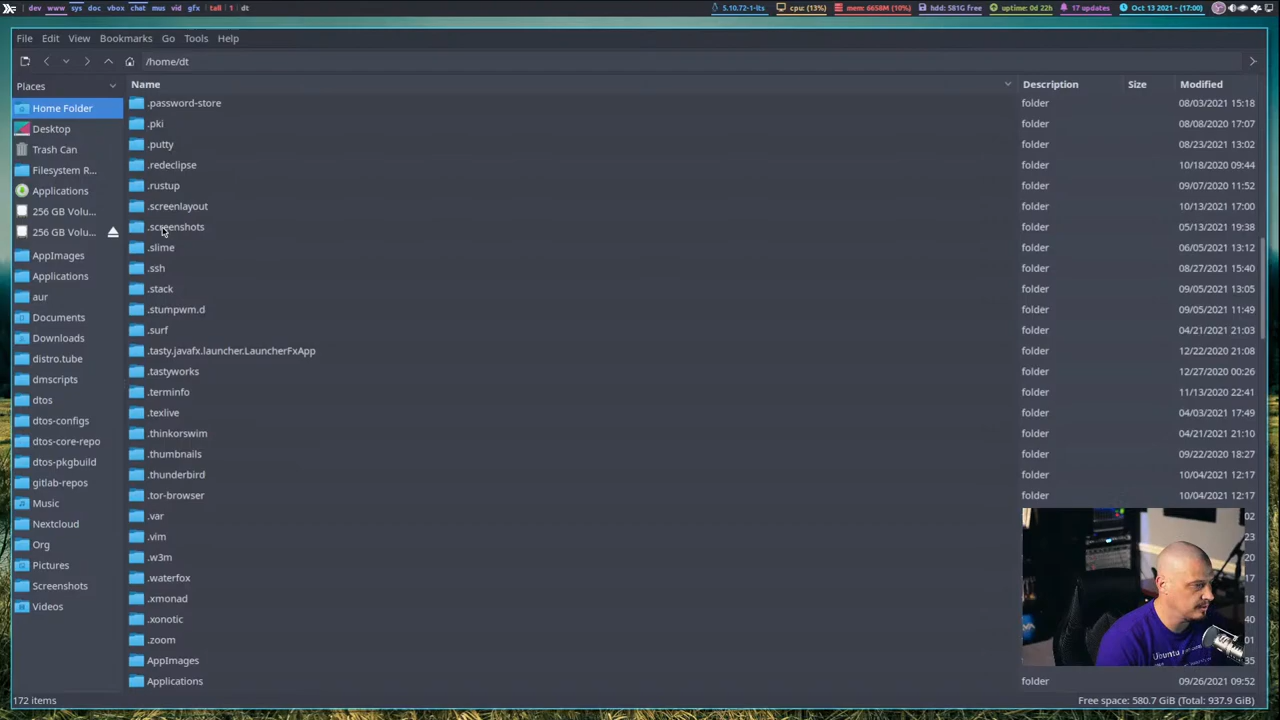 dev www sys doc vbox chat mus vid gfx | tall | 1 | dt
5.10.72-1-lts cpu: (13%) mem: 6658M (10%) hdd: 581G free uptime: 0d 22h 17 updates Oct 13 2021 - (17:00)
File Edit View Bookmarks Go Tools Help
/home/dt
Places
Home Folder
Desktop
Trash Can
Filesystem R...
Applications
256 GB Volu...
256 GB Volu...
AppImages
Applications
aur
Documents
Downloads
distro.tube
dmscripts
dtos
dtos-configs
dtos-core-repo
dtos-pkgbuild
gitlab-repos
Music
Nextcloud
Org
Pictures
Screenshots
Videos
Name Description Size Modified
.password-store folder 08/03/2021 15:18
.pki folder 08/08/2020 17:07
.putty folder 08/23/2021 13:02
.redeclipse folder 10/18/2020 09:44
.rustup folder 09/07/2020 11:52
.screenlayout folder 10/13/2021 17:00
.screenshots folder 05/13/2021 19:38
.slime folder 06/05/2021 13:12
.ssh folder 08/27/2021 15:40
.stack folder 09/05/2021 13:05
.stumpwm.d folder 09/05/2021 11:49
.surf folder 04/21/2021 21:03
.tasty.javafx.launcher.LauncherFxApp folder 12/22/2020 21:08
.tastyworks folder 12/27/2020 00:26
.terminfo folder 11/13/2020 22:41
.texlive folder 04/03/2021 17:49
.thinkorswim folder 04/21/2021 21:10
.thumbnails folder 09/22/2020 18:27
.thunderbird folder 10/04/2021 12:17
.tor-browser folder 10/04/2021 12:17
.var 02
.vim 23
.w3m 20
.waterfox 17
.xmonad 18
.xonotic 40
.zoom 01
AppImages 35
Applications folder 09/26/2021 09:52
Ubuntu
172 items
Free space: 580.7 GiB (Total: 937.9 GiB)